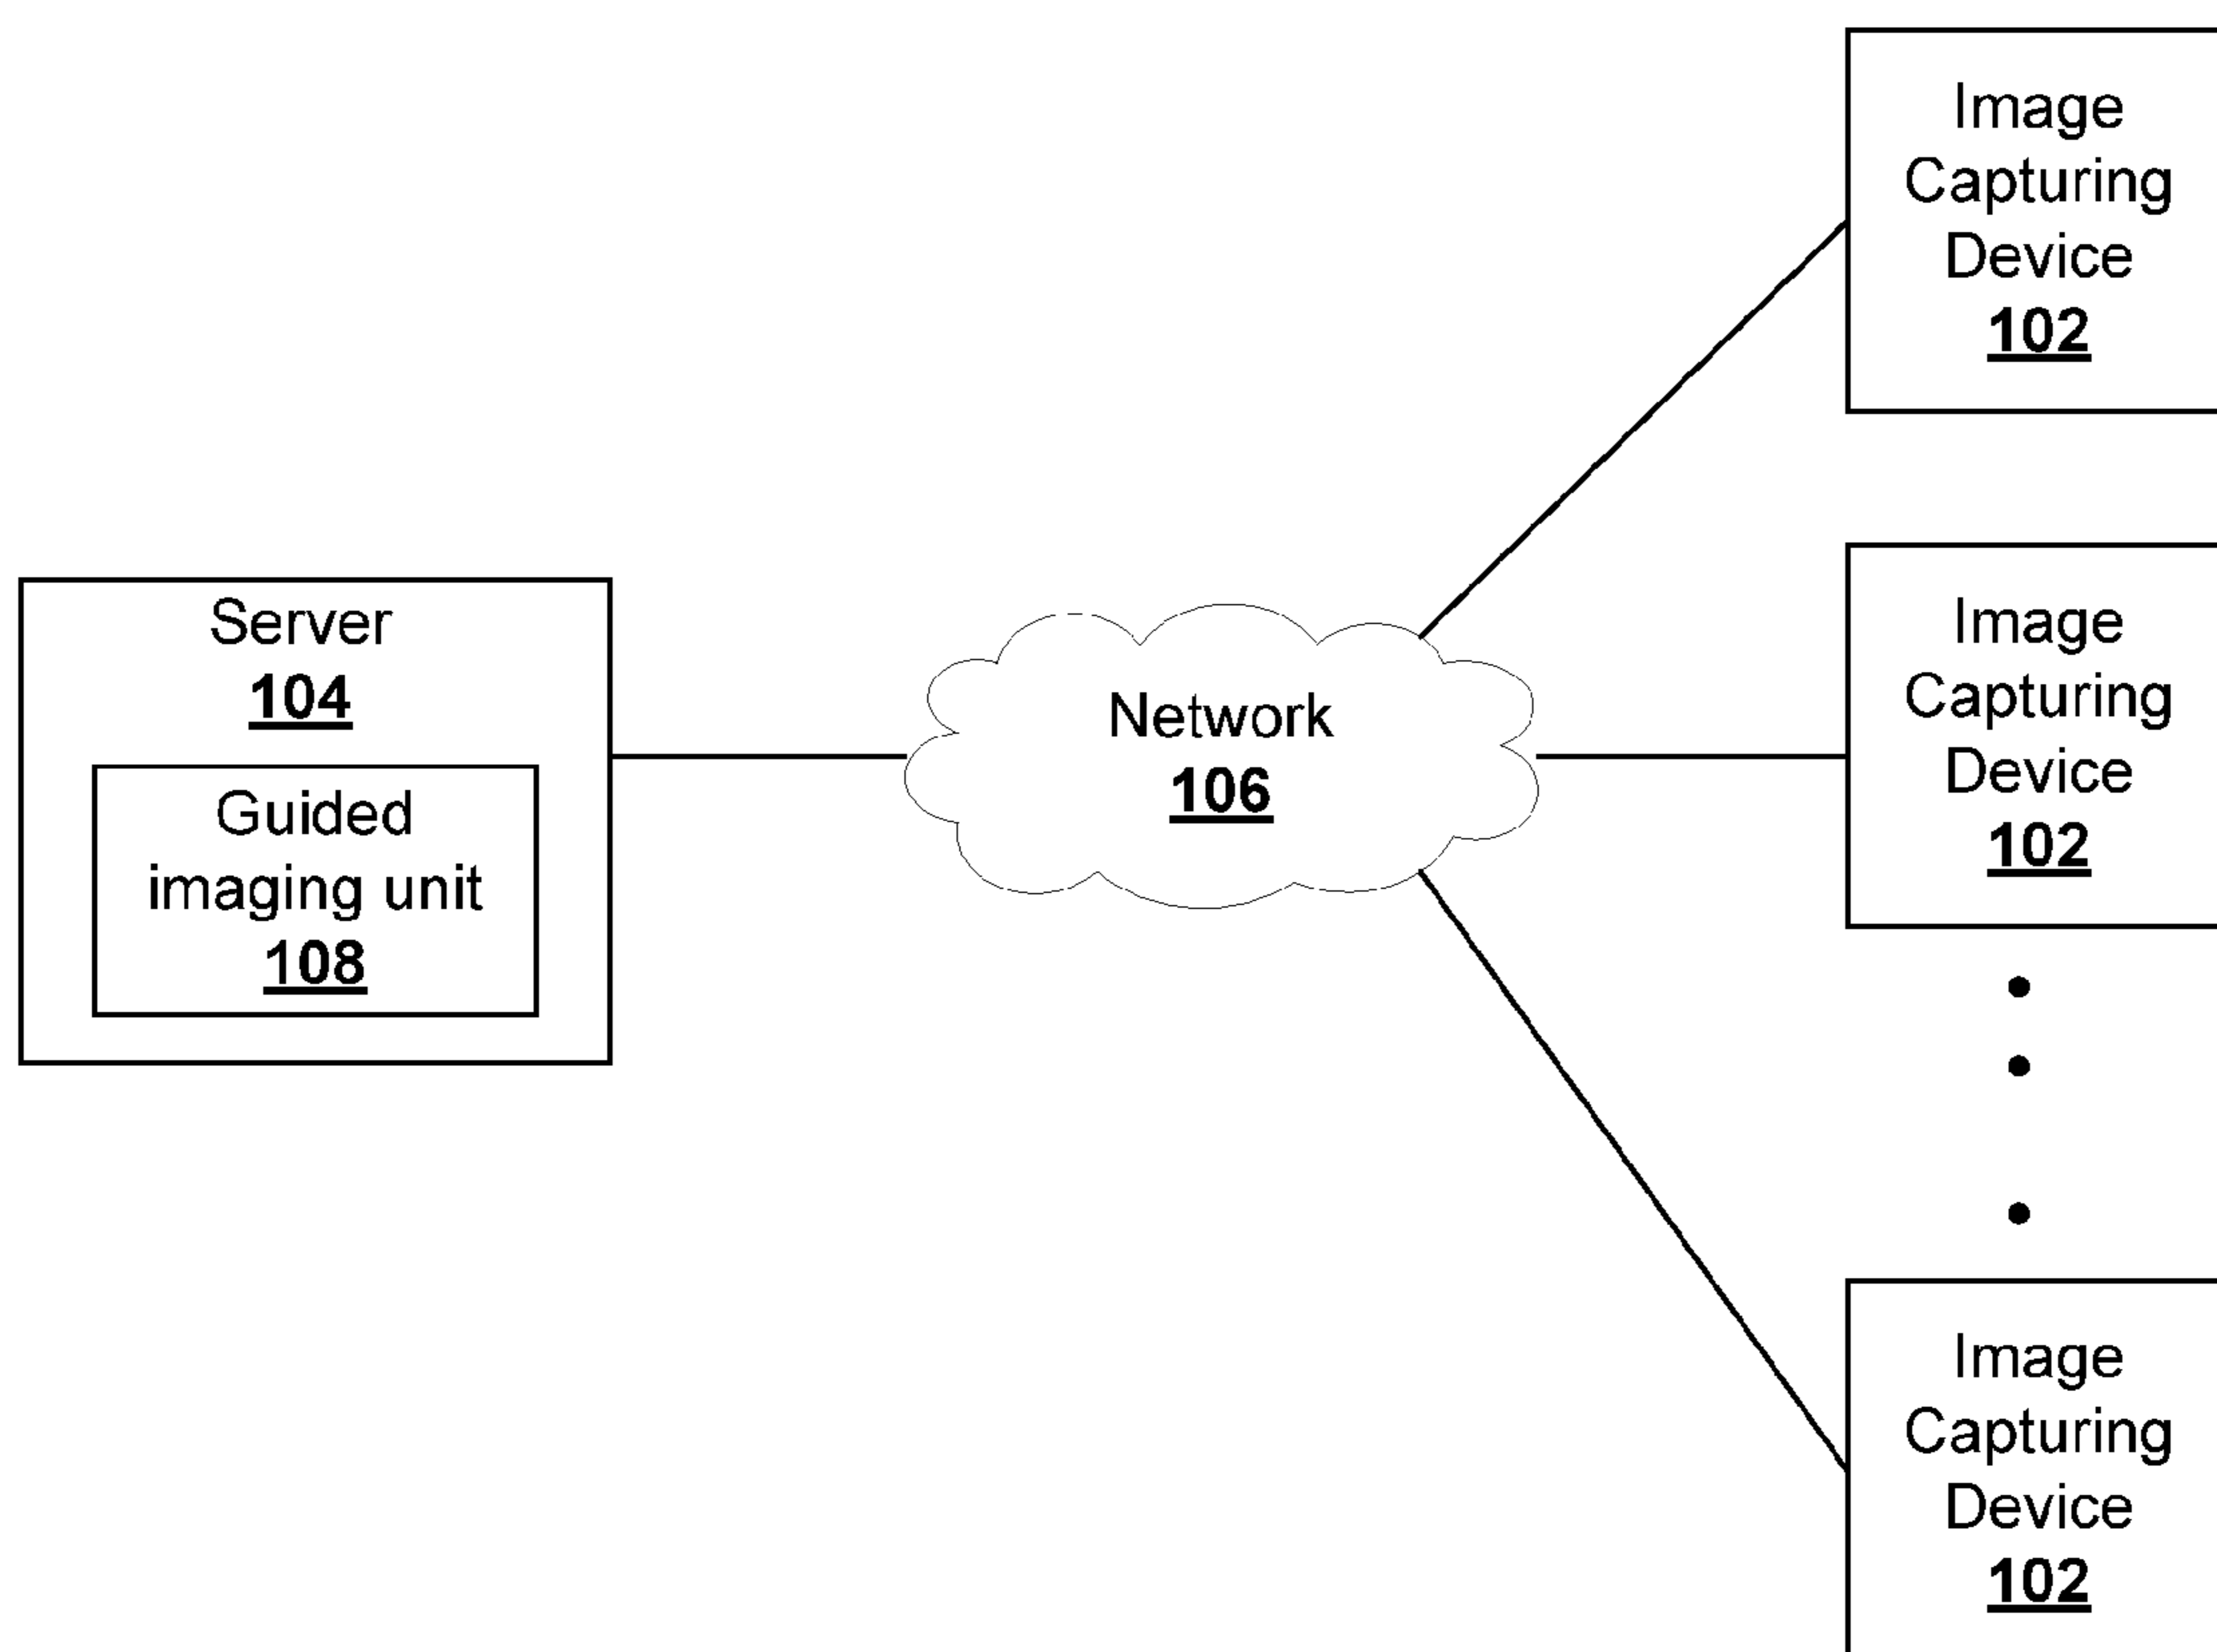 Server
104
Guided
imaging unit
108
Network
106
Image
Capturing
Device
102
Image
Capturing
Device
102
Image
Capturing
Device
102